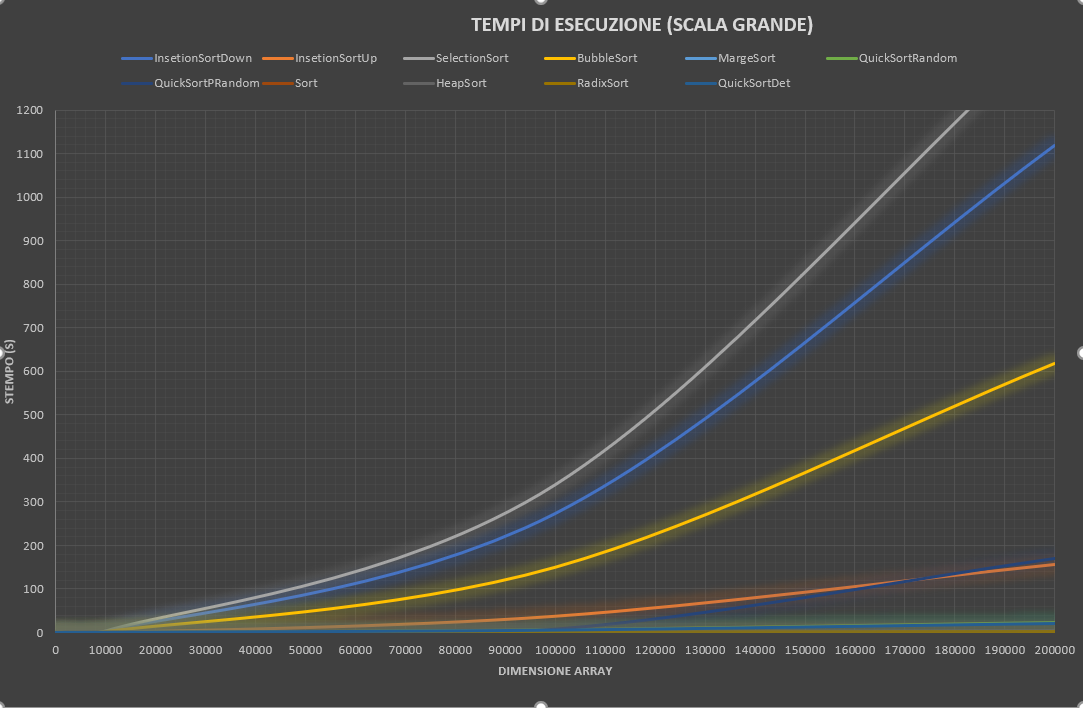 TEMPI DI ESECUZIONE (SCALA GRANDE)
InsetionSortDown InsetionSortUp SelectionSort BubbleSort MargeSort QuickSortRandom
QuickSortPRandom Sort HeapSort RadixSort QuickSortDet
1200
1100
1000
900
800
700
600
500
400
300
200
100
0
STEMPO (S)
0 10000 20000 30000 40000 50000 60000 70000 80000 90000 100000 110000 120000 130000 140000 150000 160000 170000 180000 190000 200000
DIMENSIONE ARRAY